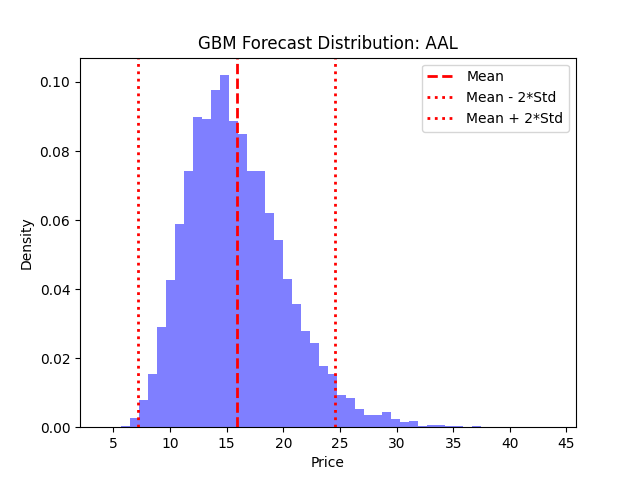 GBM Forecast Distribution: AAL
Mean
Mean - 2*Std
Mean + 2*Std
Density
0.10
0.08
0.06
0.04
0.02
0.00
5 10 15 20 25 30 35 40 45
Price